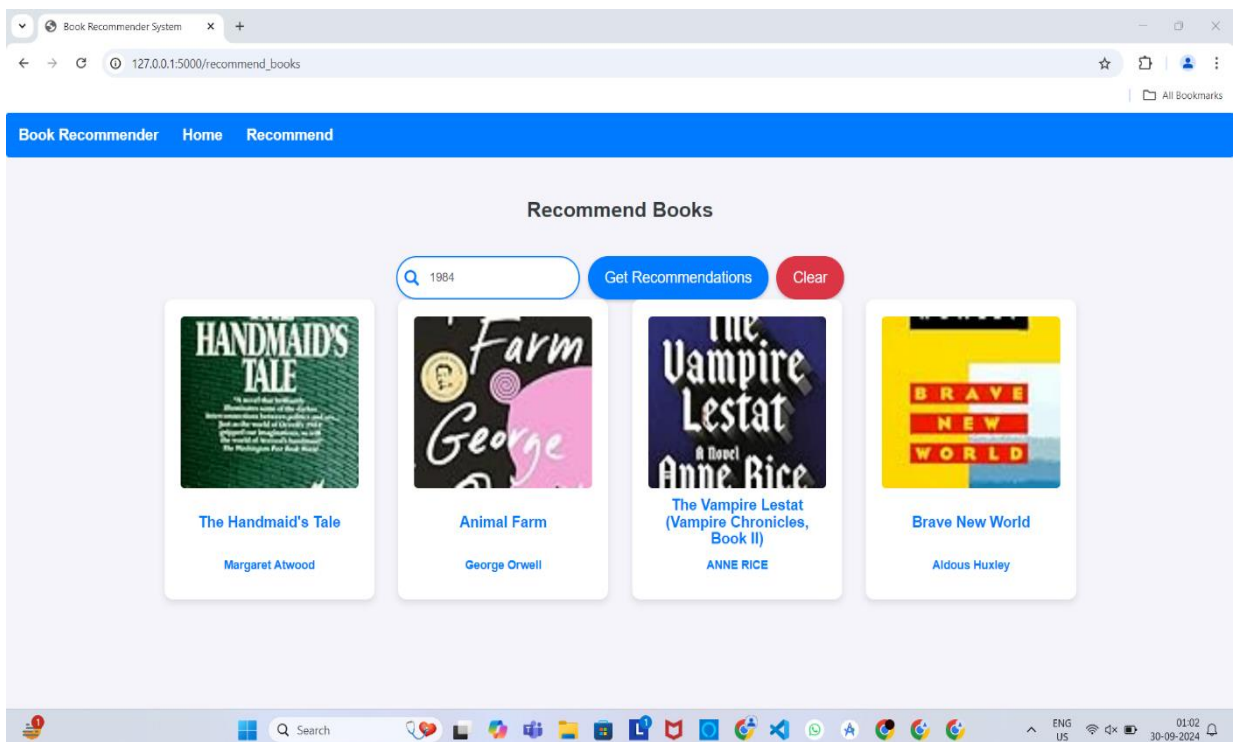 Book Recommender System
127.0.0.1:5000/recommend_books
All Bookmarks
Book Recommender Home Recommend
Recommend Books
1984 Get Recommendations Clear
HANDMAID'S
TALE
Farm
George
The
Vampire
Lestat
A Novel
Anne Rice
BRAVE
NEW
WORLD
The Handmaid's Tale
Margaret Atwood
Animal Farm
George Orwell
The Vampire Lestat
(Vampire Chronicles,
Book II)
ANNE RICE
Brave New World
Aldous Huxley
1
Search
L 1
ENG
US
01:02
30-09-2024